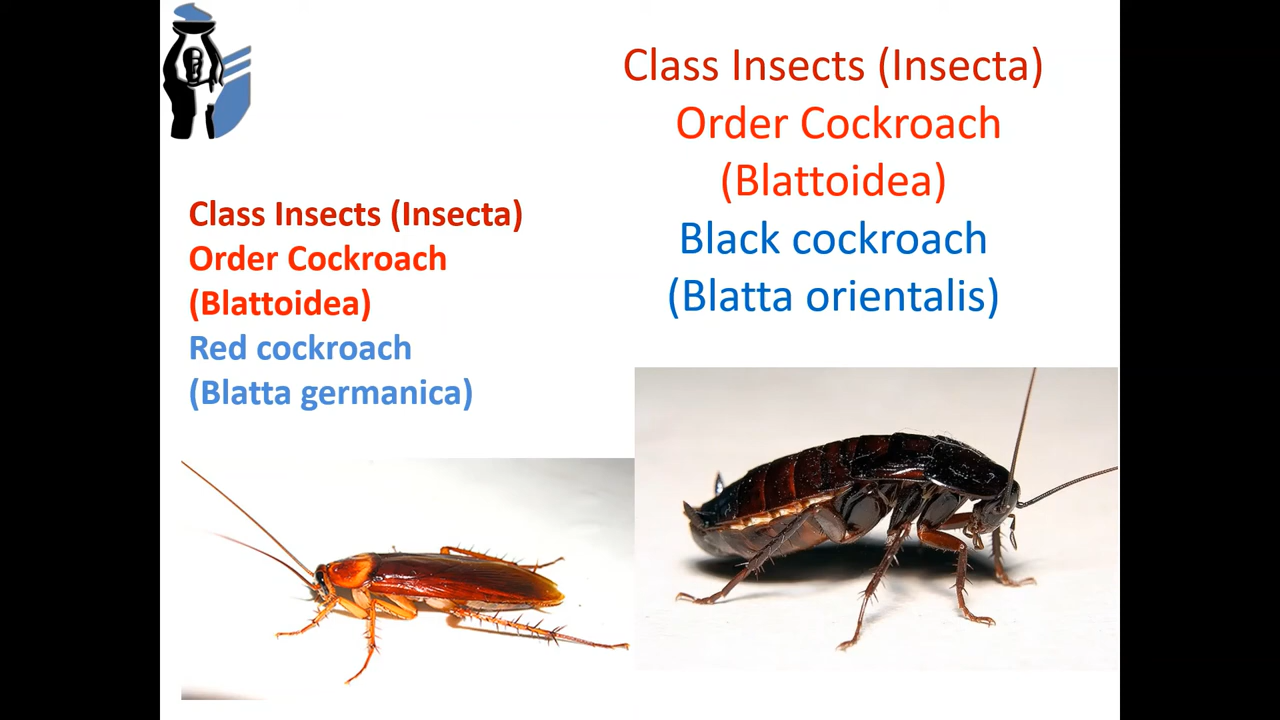 Class Insects (Insecta)
Order Cockroach
(Blattoidea)
Black cockroach
(Blatta orientalis)
Class Insects (Insecta)
Order Cockroach
(Blattoidea)
Red cockroach
(Blatta germanica)